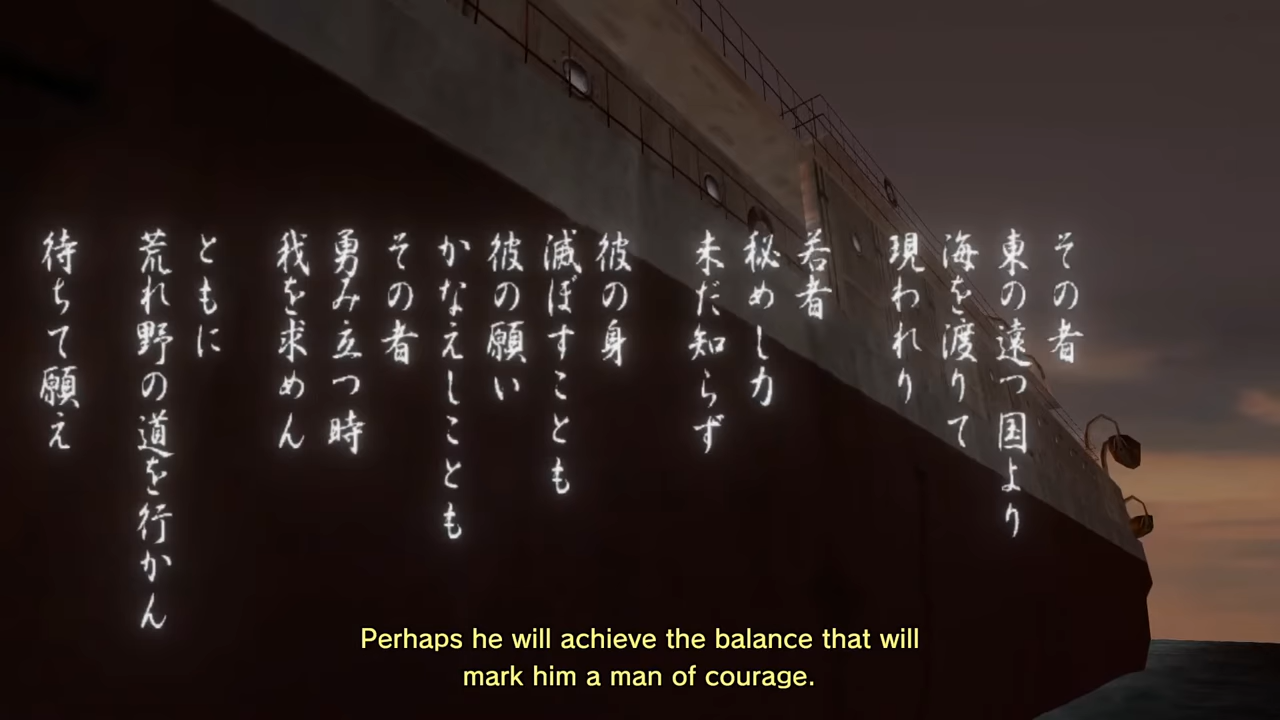 その者
東の遠つ国より
海を渡りて
現われり
若者
秘めし力
未だ知らず
彼の身
滅ぼすことも
彼の願い
かなえしことも
その者
勇み立つ時
我を求めん
ともに
荒れ野の道を行かん
待ちて願え
Perhaps he will achieve the balance that will
mark him a man of courage.